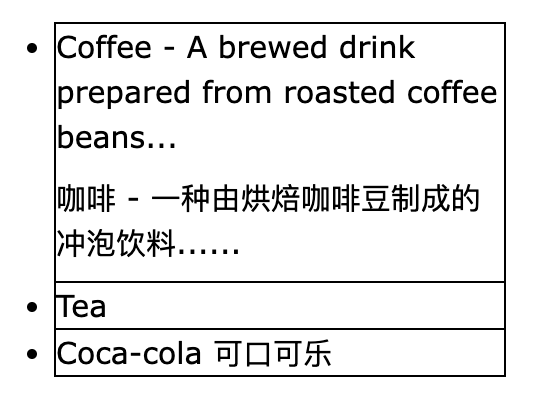 Coffee - A brewed drink
prepared from roasted coffee
beans...
咖啡 - 一种由烘焙咖啡豆制成的
冲泡饮料......
Tea
Coca-cola 可口可乐